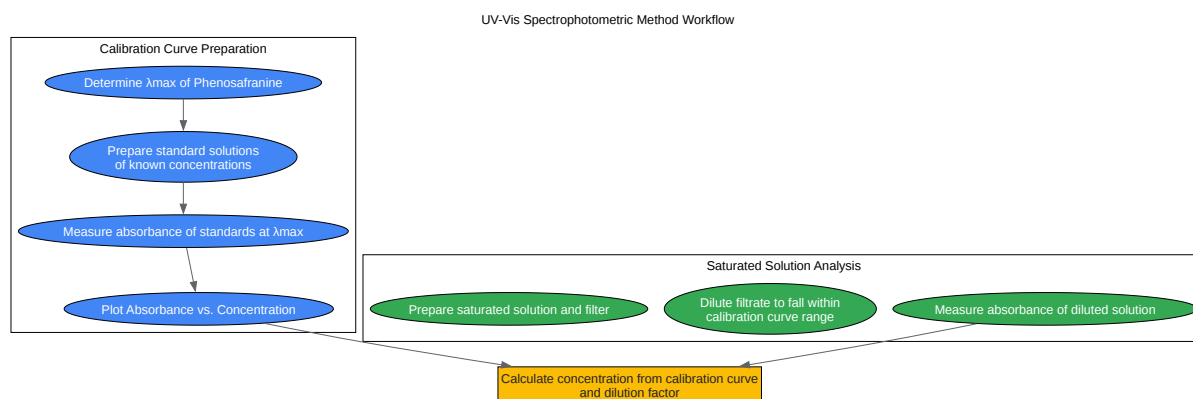 UV-Vis Spectrophotometric Method Workflow
Calibration Curve Preparation
Determine λmax of Phenosafranine
Prepare standard solutions
of known concentrations
Measure absorbance of standards at λmax
Plot Absorbance vs. Concentration
Saturated Solution Analysis
Prepare saturated solution and filter
Dilute filtrate to fall within
calibration curve range
Measure absorbance of diluted solution
Calculate concentration from calibration curve
and dilution factor